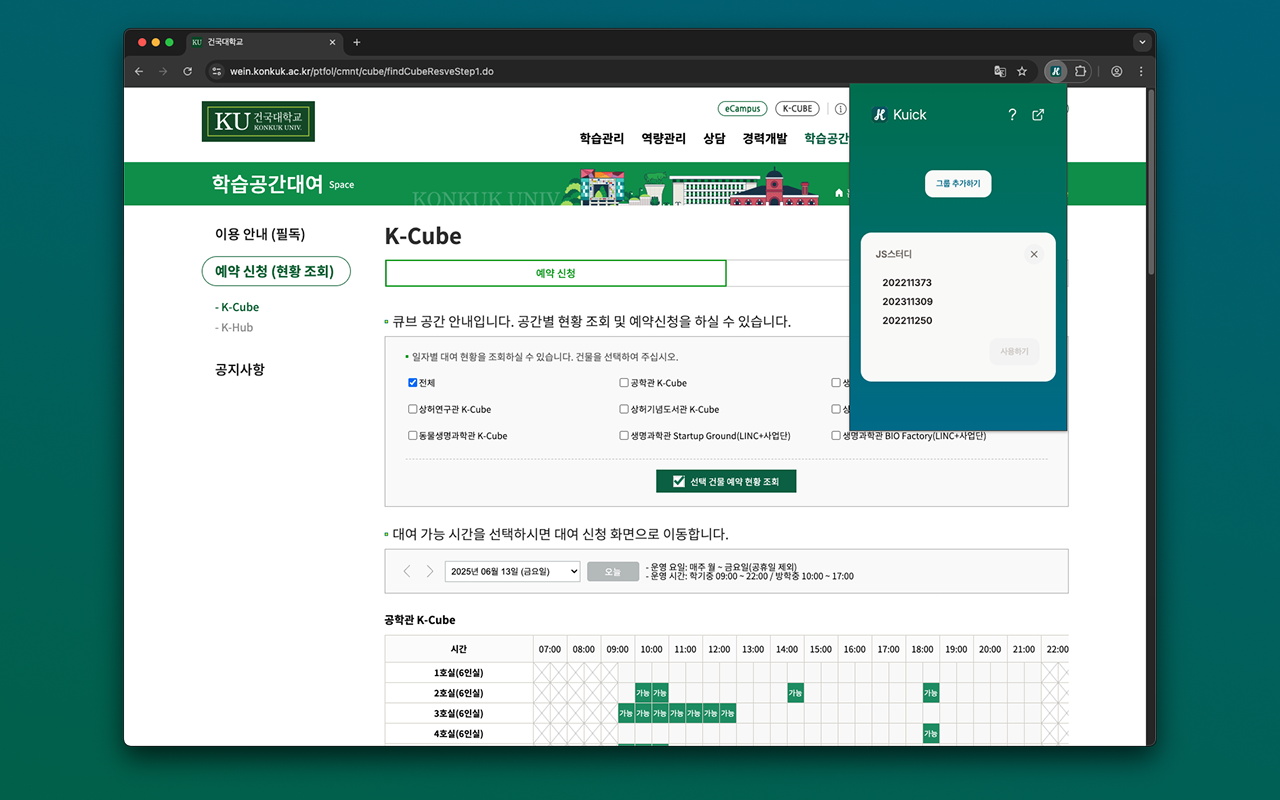 KU 건국대학교
wein.konkuk.ac.kr/ptfol/cmnt/cube/findCubeResveStep1.do
KU 건국대학교
KONKUK UNIV.
eCampus K-CUBE
학습관리 역량관리 상담 경력개발 학습공간
학습공간대여 Space
KONKUK UNIV
Kuick
?
그룹 추가하기
JS스터디
202211373
202311309
202211250
사용하기
이용 안내 (필독)
예약 신청 (현황 조회)
- K-Cube
- K-Hub
공지사항
K-Cube
예약 신청
큐브 공간 안내입니다. 공간별 현황 조회 및 예약신청을 하실 수 있습니다.
일자별 대여 현황을 조회하실 수 있습니다. 건물을 선택하여 주십시오.
전체 공학관 K-Cube
상허연구관 K-Cube 상허기념도서관 K-Cube
동물생명과학관 K-Cube 생명과학관 Startup Ground(LINC+사업단) 생명과학관 BIO Factory(LINC+사업단)
선택 건물 예약 현황 조회
대여 가능 시간을 선택하시면 대여 신청 화면으로 이동합니다.
2025년 06월 13일 (금요일) 오늘
- 운영 요일: 매주 월 ~ 금요일(공휴일 제외)
- 운영 시간: 학기중 09:00 ~ 22:00 / 방학중 10:00 ~ 17:00
공학관 K-Cube
시간 07:00 08:00 09:00 10:00 11:00 12:00 13:00 14:00 15:00 16:00 17:00 18:00 19:00 20:00 21:00 22:00
1호실(6인실)
2호실(6인실) 가능 가능 가능 가능
3호실(6인실) 가능 가능 가능 가능 가능 가능 가능
4호실(6인실) 가능